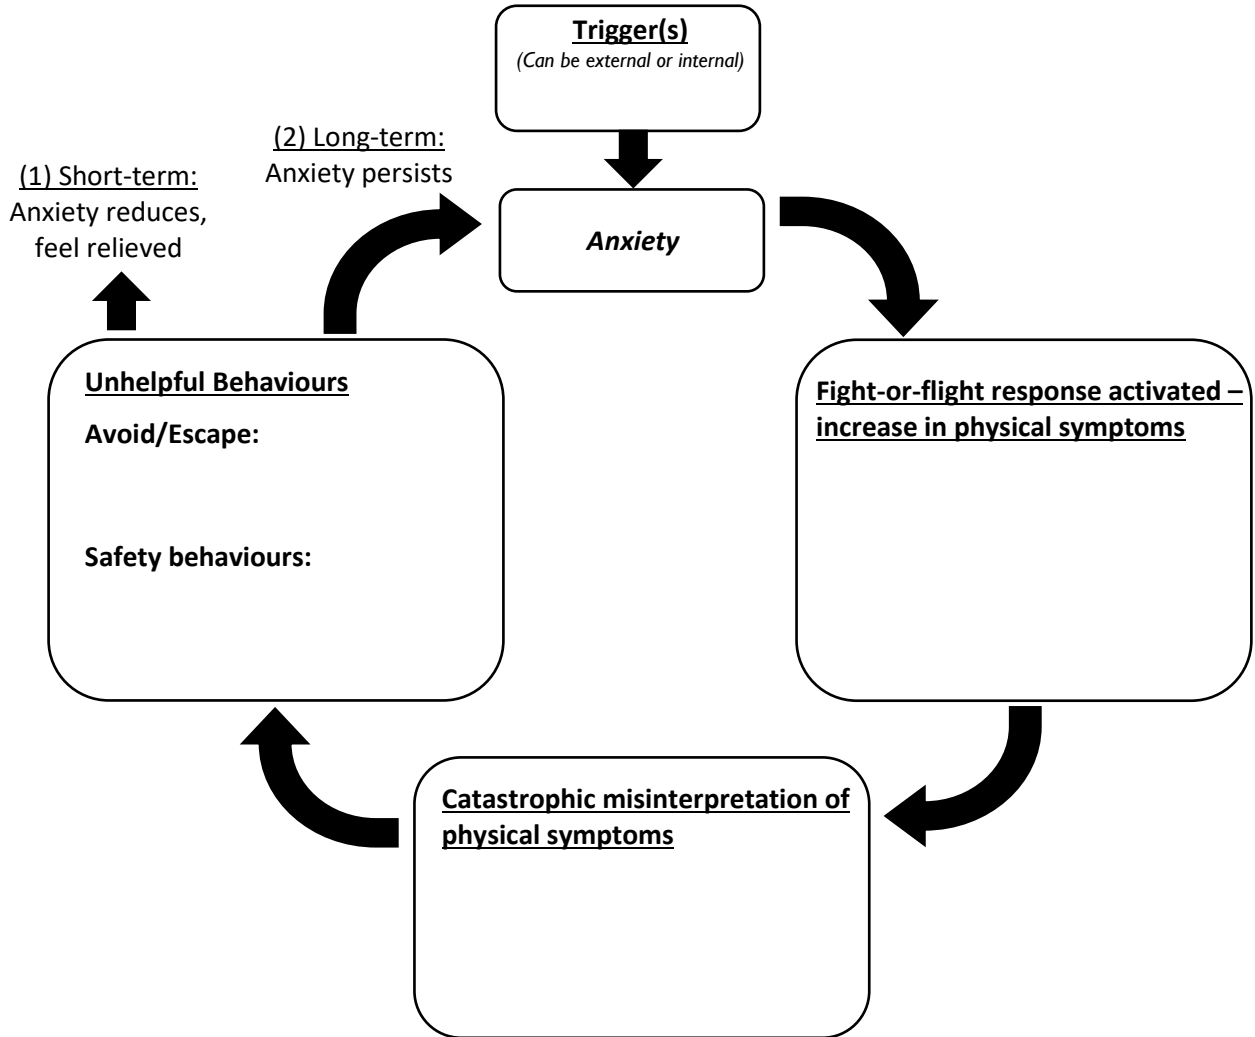 Trigger(s)
(Can be external or internal)
(2) Long-term:
Anxiety persists
(1) Short-term:
Anxiety reduces,
feel relieved
Anxiety
Unhelpful Behaviours
Avoid/Escape:
Safety behaviours:
Fight-or-flight response activated –
increase in physical symptoms
Catastrophic misinterpretation of
physical symptoms